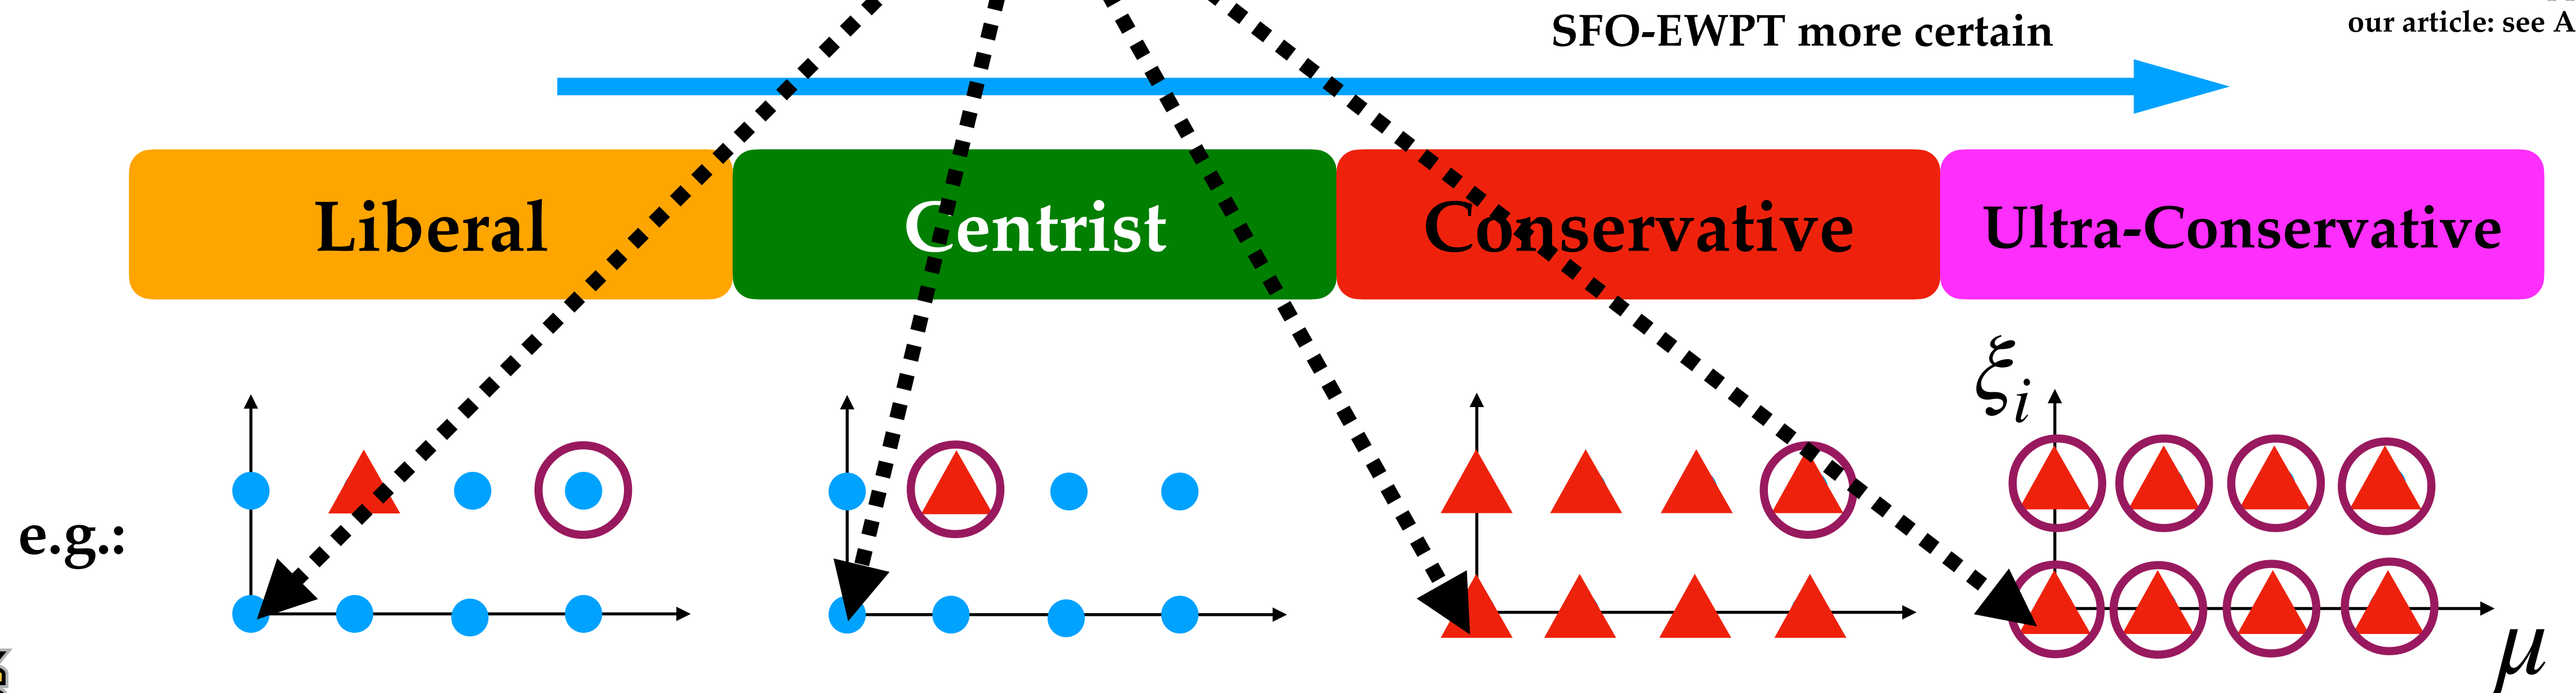 our article: see A
SFO-EWPT more certain
Liberal
Centrist
Conservative
Ultra-Conservative
ξi
e.g.:
μ